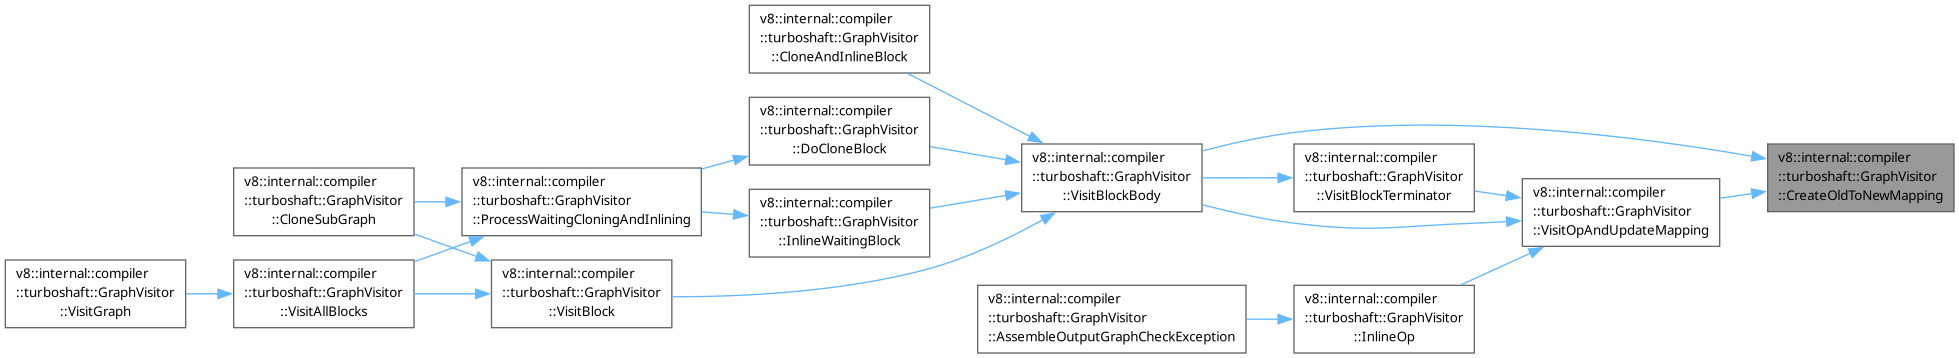 v8::internal::compiler
::turboshaft::GraphVisitor
::CloneAndInlineBlock
v8::internal::compiler
::turboshaft::GraphVisitor
::DoCloneBlock
v8::internal::compiler
::turboshaft::GraphVisitor
::VisitBlockBody
v8::internal::compiler
::turboshaft::GraphVisitor
::VisitBlockTerminator
v8::internal::compiler
::turboshaft::GraphVisitor
::CreateOldToNewMapping
v8::internal::compiler
::turboshaft::GraphVisitor
::CloneSubGraph
v8::internal::compiler
::turboshaft::GraphVisitor
::ProcessWaitingCloningAndInlining
v8::internal::compiler
::turboshaft::GraphVisitor
::InlineWaitingBlock
v8::internal::compiler
::turboshaft::GraphVisitor
::VisitOpAndUpdateMapping
v8::internal::compiler
::turboshaft::GraphVisitor
::VisitGraph
v8::internal::compiler
::turboshaft::GraphVisitor
::VisitAllBlocks
v8::internal::compiler
::turboshaft::GraphVisitor
::VisitBlock
v8::internal::compiler
::turboshaft::GraphVisitor
::AssembleOutputGraphCheckException
v8::internal::compiler
::turboshaft::GraphVisitor
::InlineOp